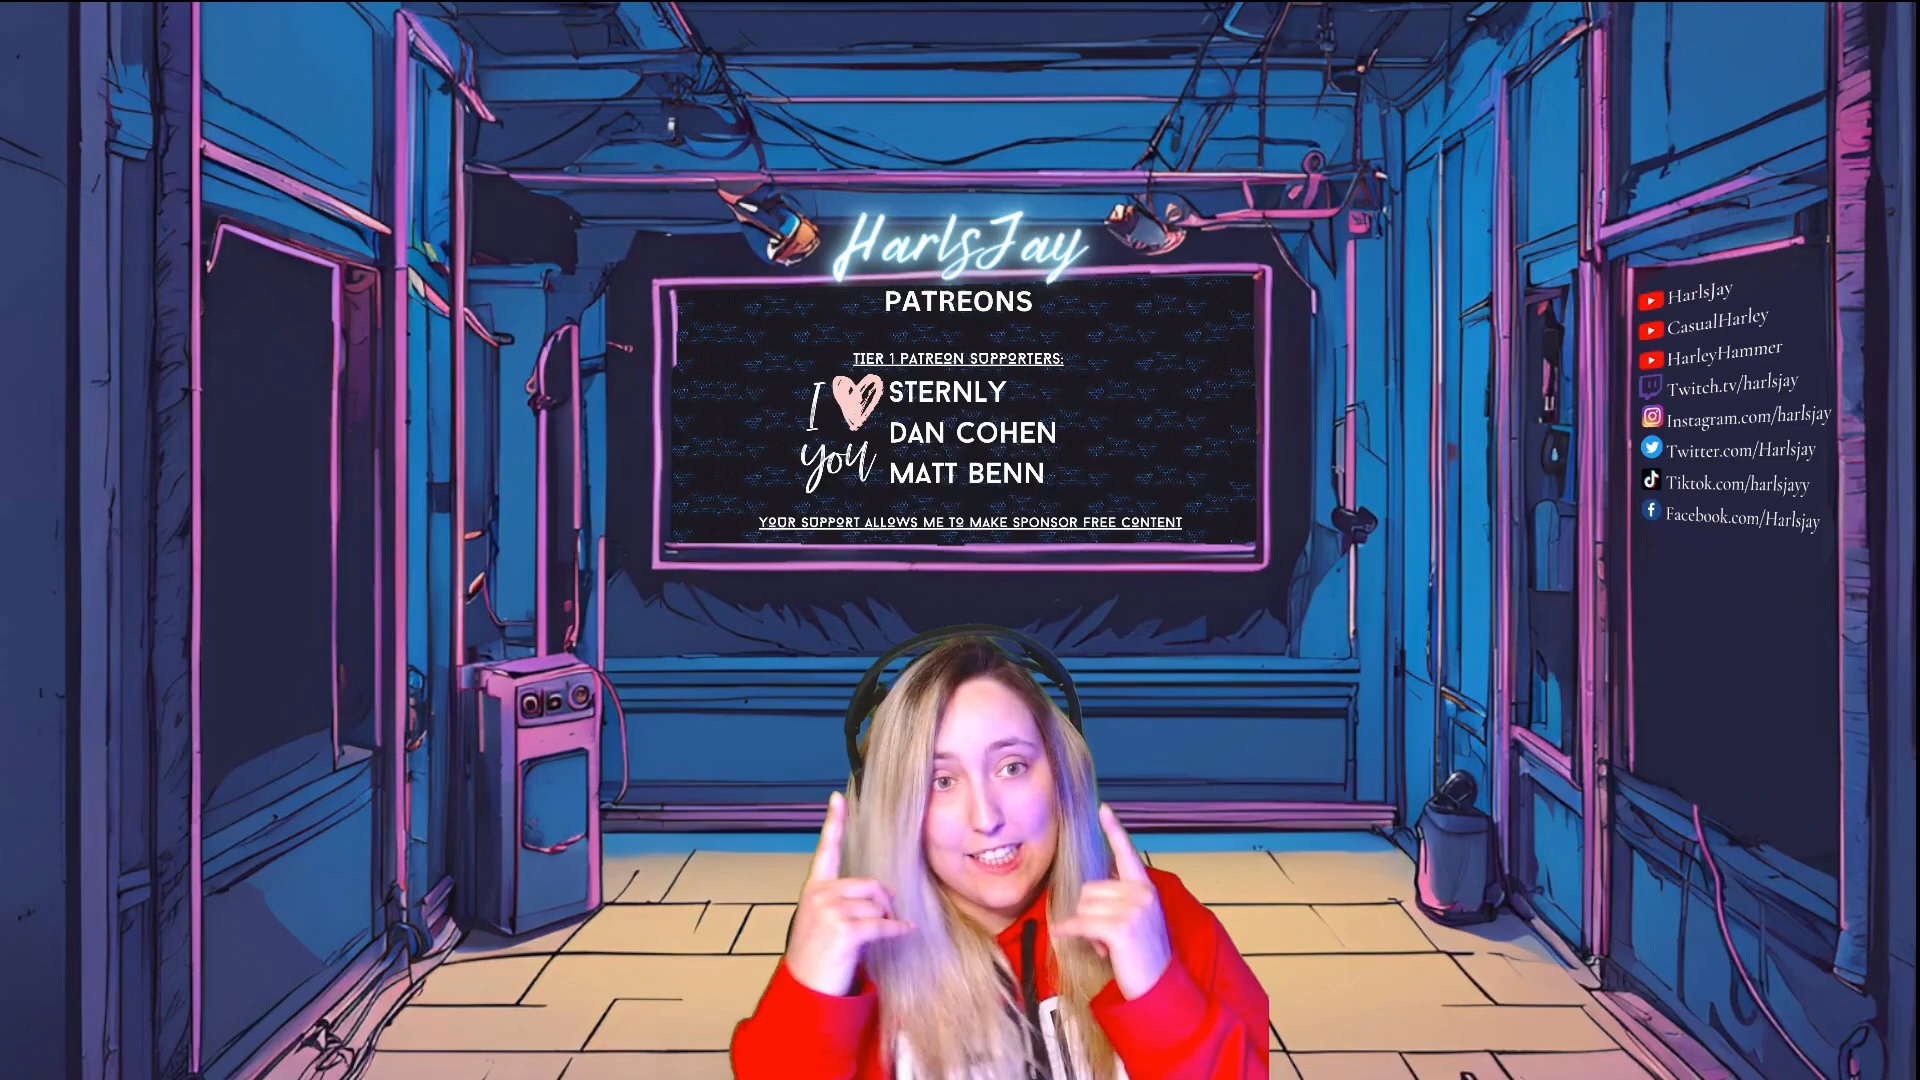 HarlsJay
PATREONS
TIER 1 PATREON SUPPORTERS:
I
you
STERNLY
DAN COHEN
MATT BENN
YOUR SUPPORT ALLOWS ME TO MAKE SPONSOR FREE CONTENT
HarlsJay
CasualHarley
HarleyHammer
Twitch.tv/harlsjay
Instagram.com/harlsjay
Twitter.com/Harlsjay
Tiktok.com/harlsjayy
Facebook.com/Harlsjay